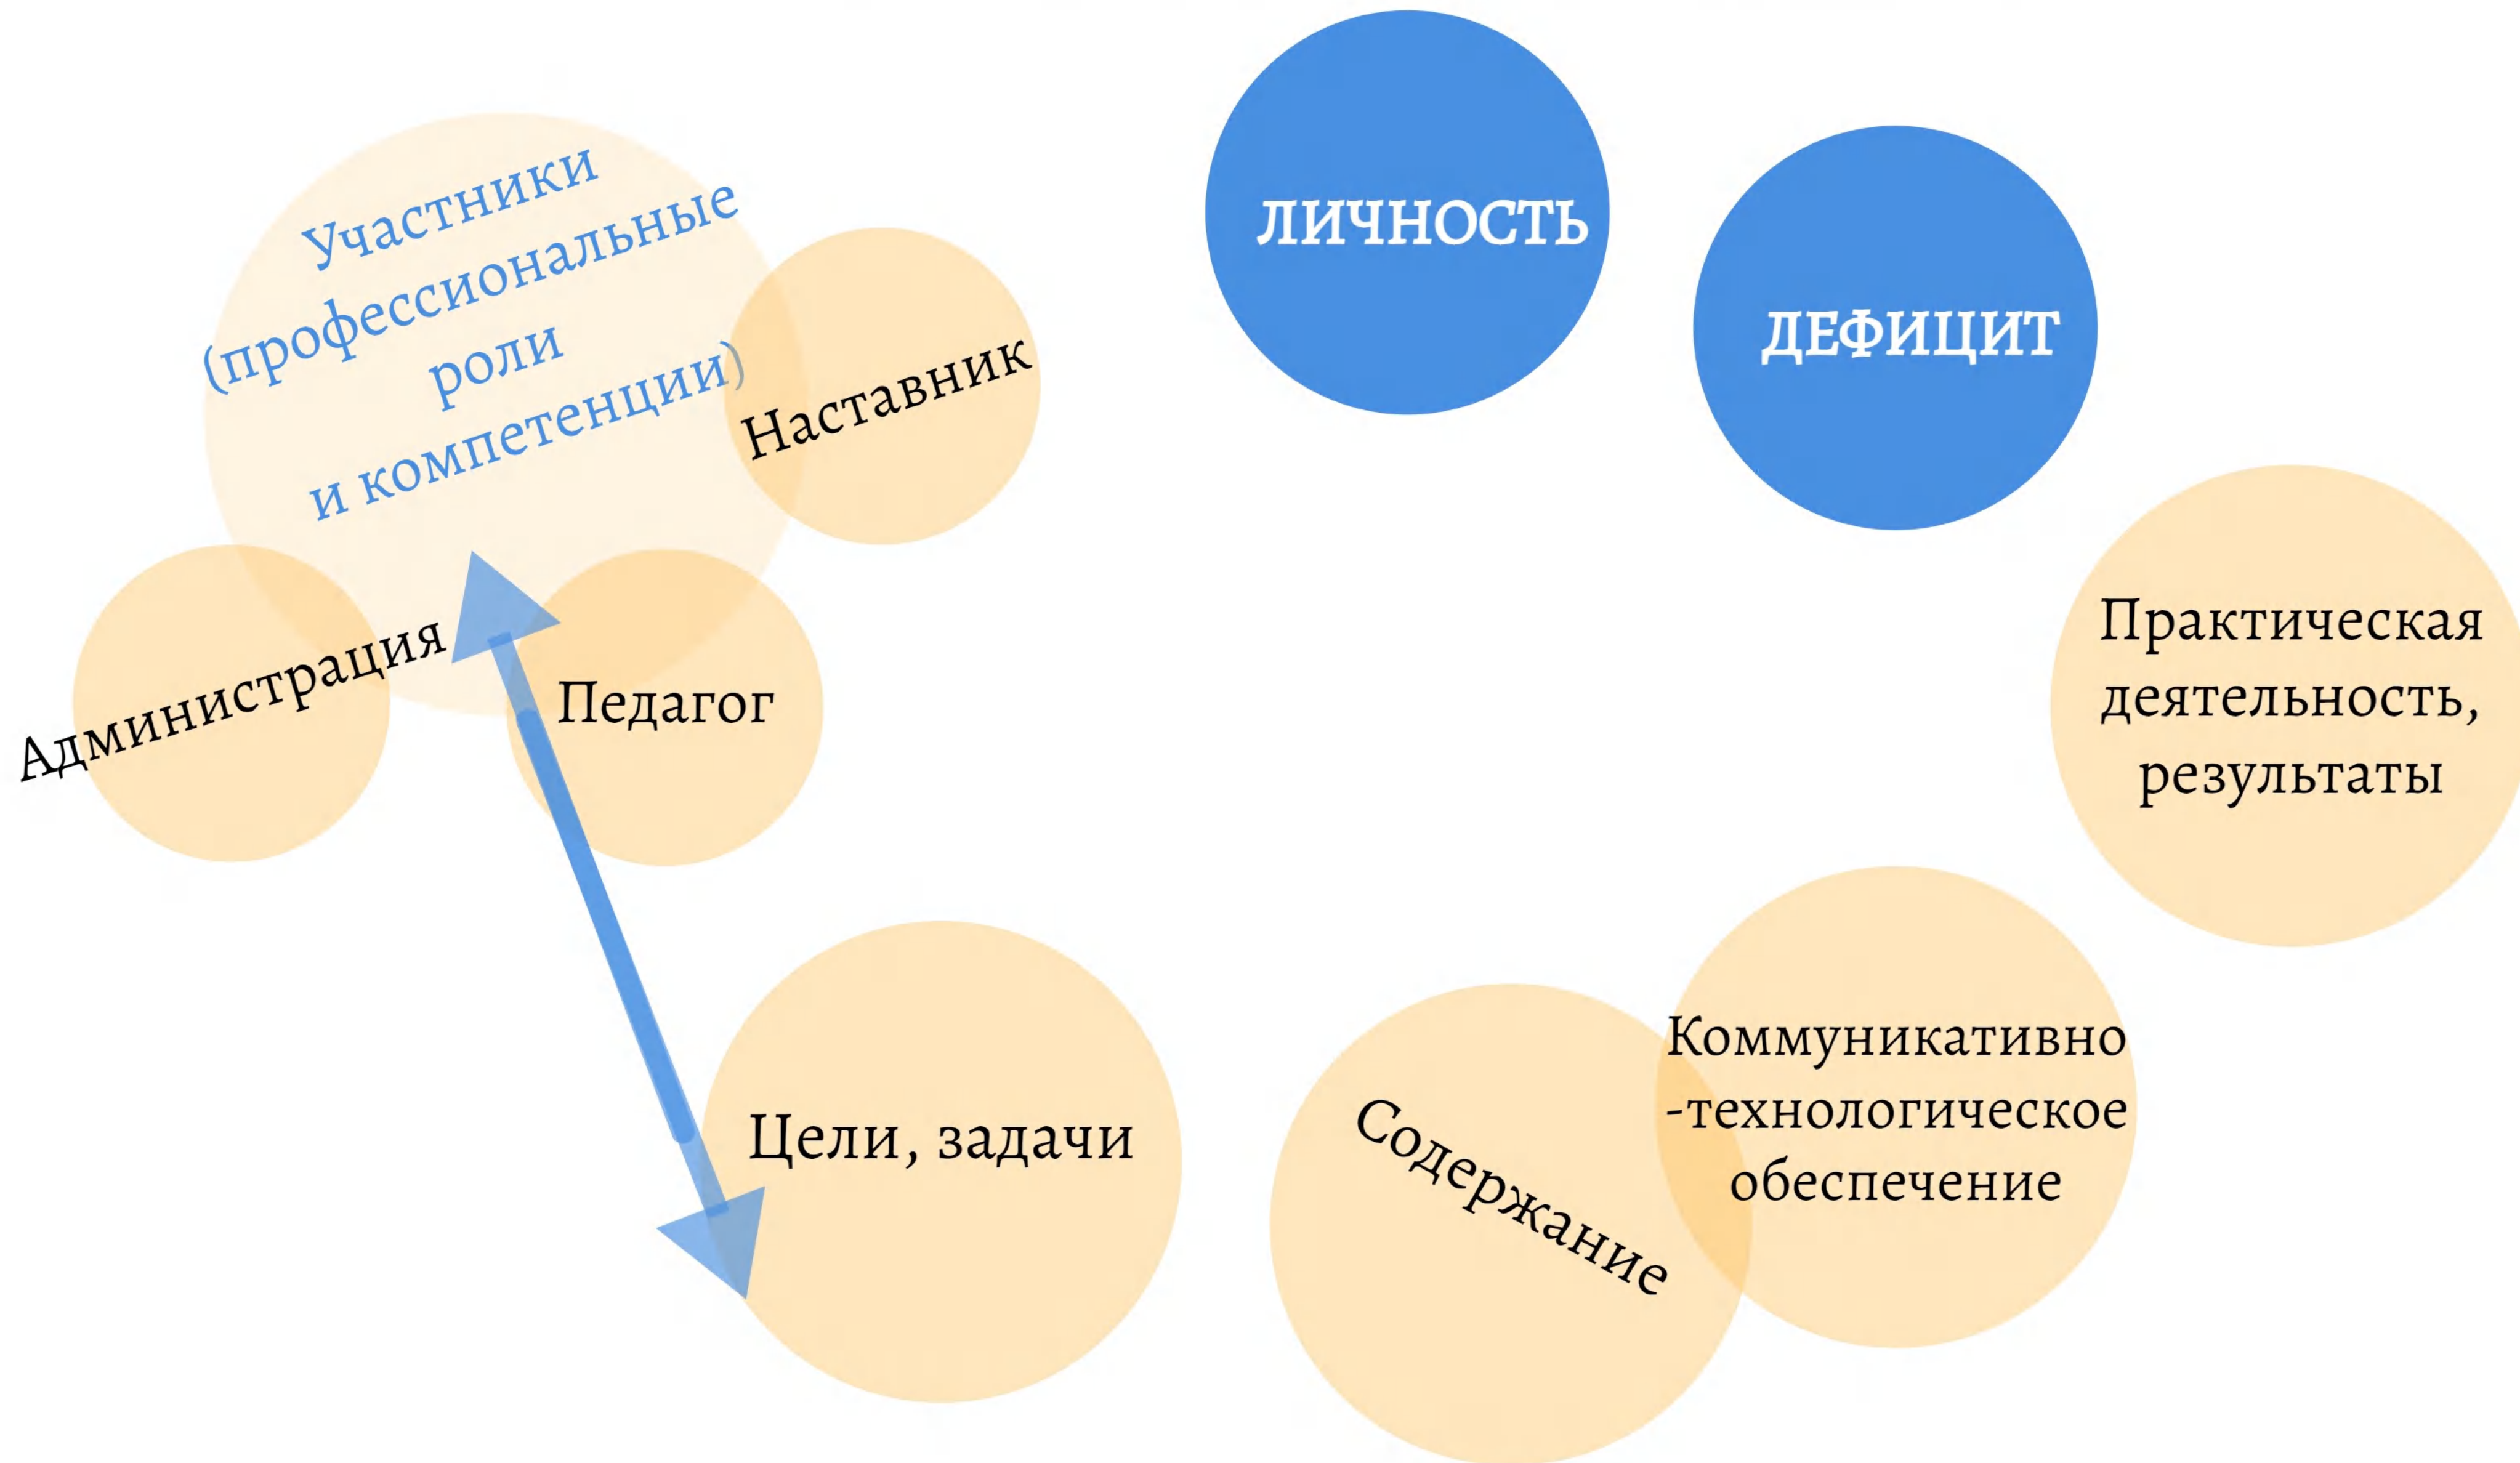 Участники
(профессиональные
роли
и компетенции)
Наставник
Администрация
Педагог
ЛИЧНОСТЬ
ДЕФИЦИТ
Практическая
деятельность,
результаты
Цели, задачи
Содержание
Коммуникативно
-технологическое
обеспечение